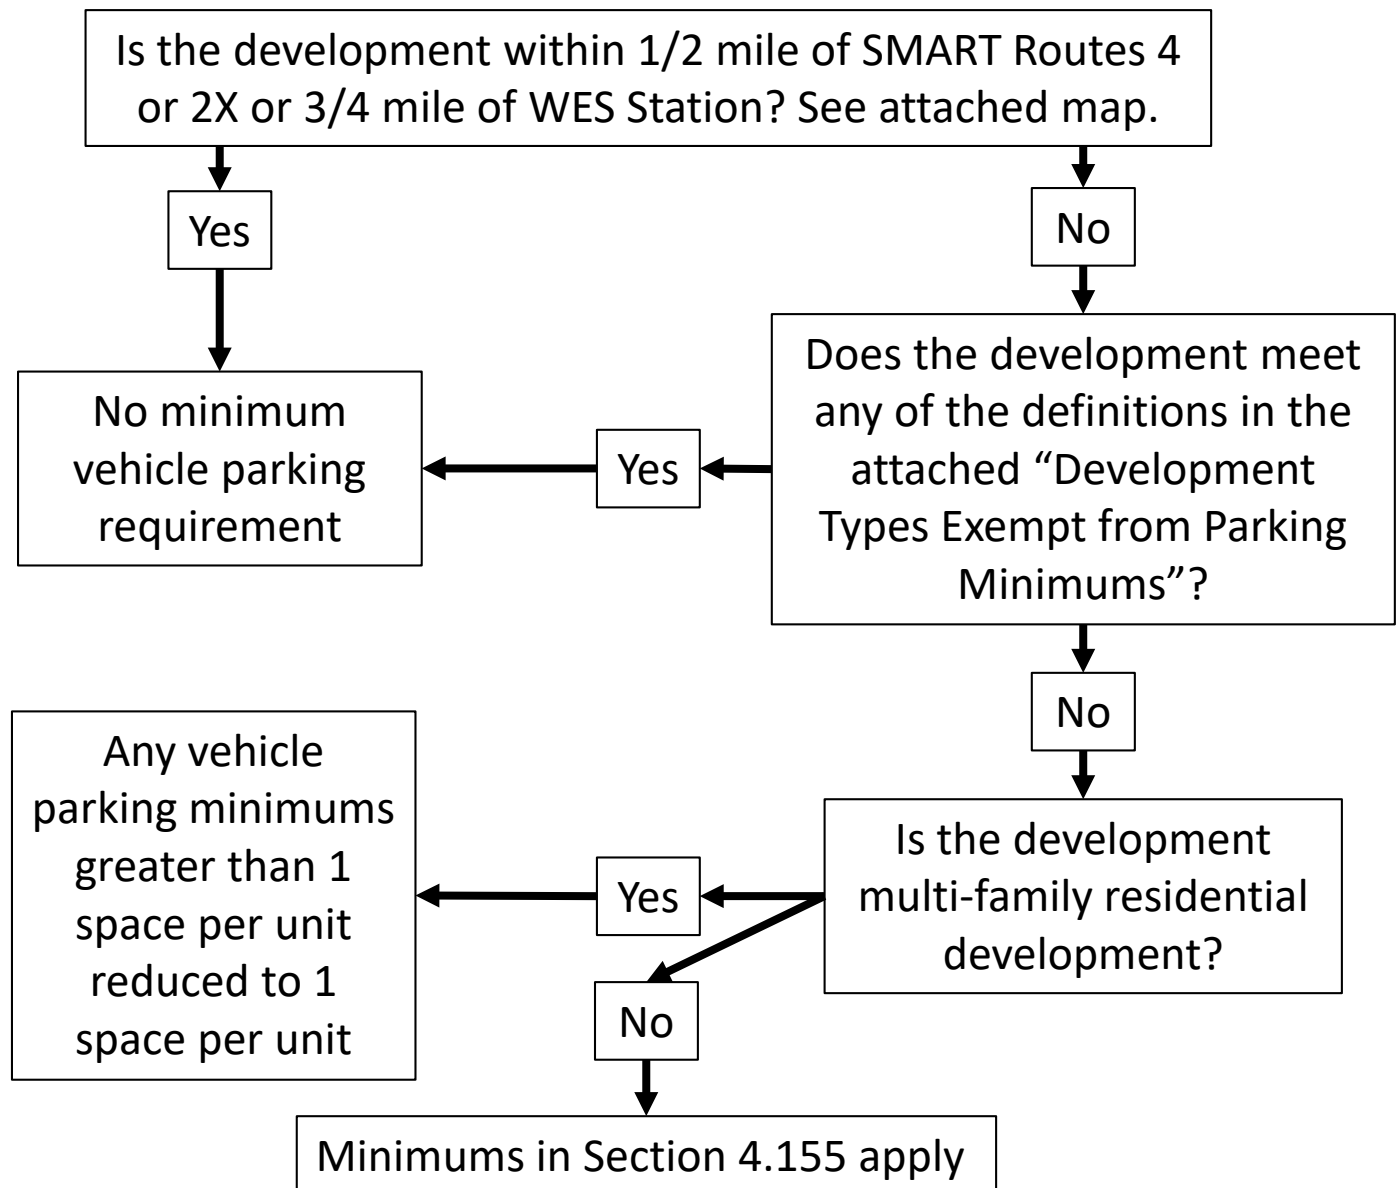 Is the development within 1/2 mile of SMART Routes 4
or 2X or 3/4 mile of WES Station? See attached map.
Yes
No
No minimum
vehicle parking
requirement
Yes
Does the development meet
any of the definitions in the
attached “Development
Types Exempt from Parking
Minimums”?
No
Any vehicle
parking minimums
greater than 1
space per unit
reduced to 1
space per unit
Yes
Is the development
multi-family residential
development?
No
Minimums in Section 4.155 apply